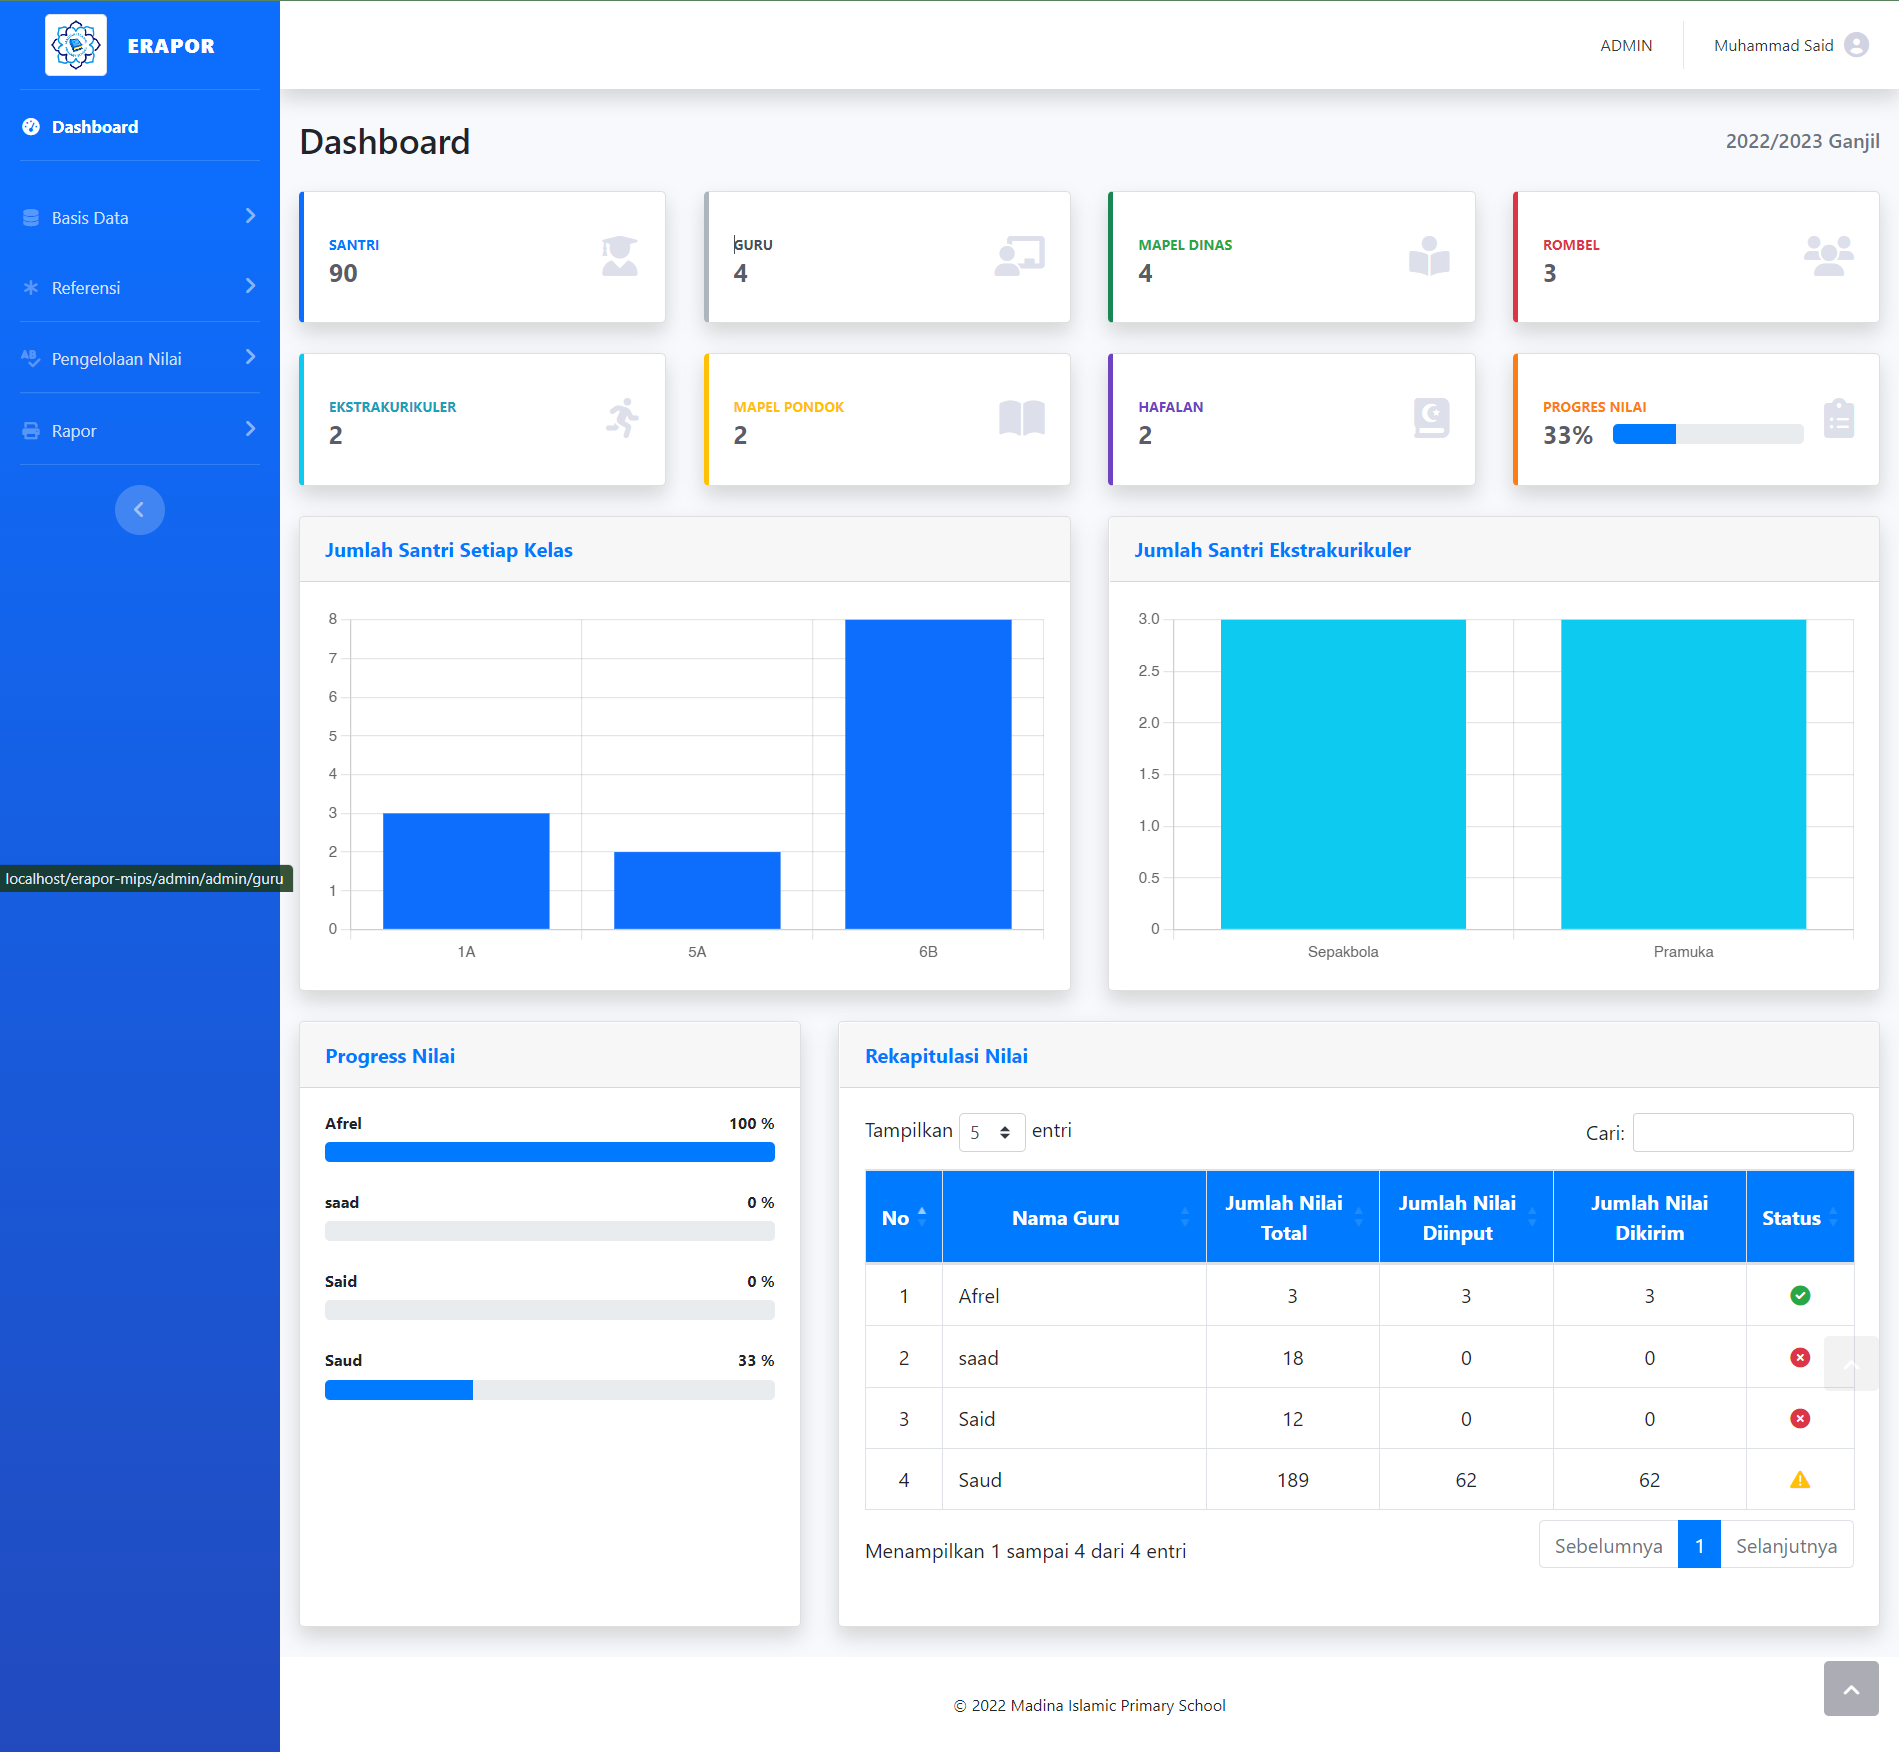 ERAPOR
ADMIN
Muhammad Said
Dashboard
Basis Data
Referensi
Pengelolaan Nilai
Rapor
localhost/erapor-mips/admin/admin/guru
Dashboard
2022/2023 Ganjil
SANTRI
90
GURU
4
MAPEL DINAS
4
ROMBEL
3
EKSTRAKURIKULER
2
MAPEL PONDOK
2
HAFALAN
2
PROGRES NILAI
33%
Jumlah Santri Setiap Kelas
8
7
6
5
4
3
2
1
0
1A 5A 6B
Jumlah Santri Ekstrakurikuler
3.0
2.5
2.0
1.5
1.0
0.5
0
Sepakbola Pramuka
Progress Nilai
Afrel 100 %
saad 0 %
Said 0 %
Saud 33 %
Rekapitulasi Nilai
Tampilkan 5 entri
Cari:
No Nama Guru Jumlah Nilai Total Jumlah Nilai Diinput Jumlah Nilai Dikirim Status
1 Afrel 3 3 3
2 saad 18 0 0
3 Said 12 0 0
4 Saud 189 62 62
Menampilkan 1 sampai 4 dari 4 entri
Sebelumnya 1 Selanjutnya
© 2022 Madina Islamic Primary School